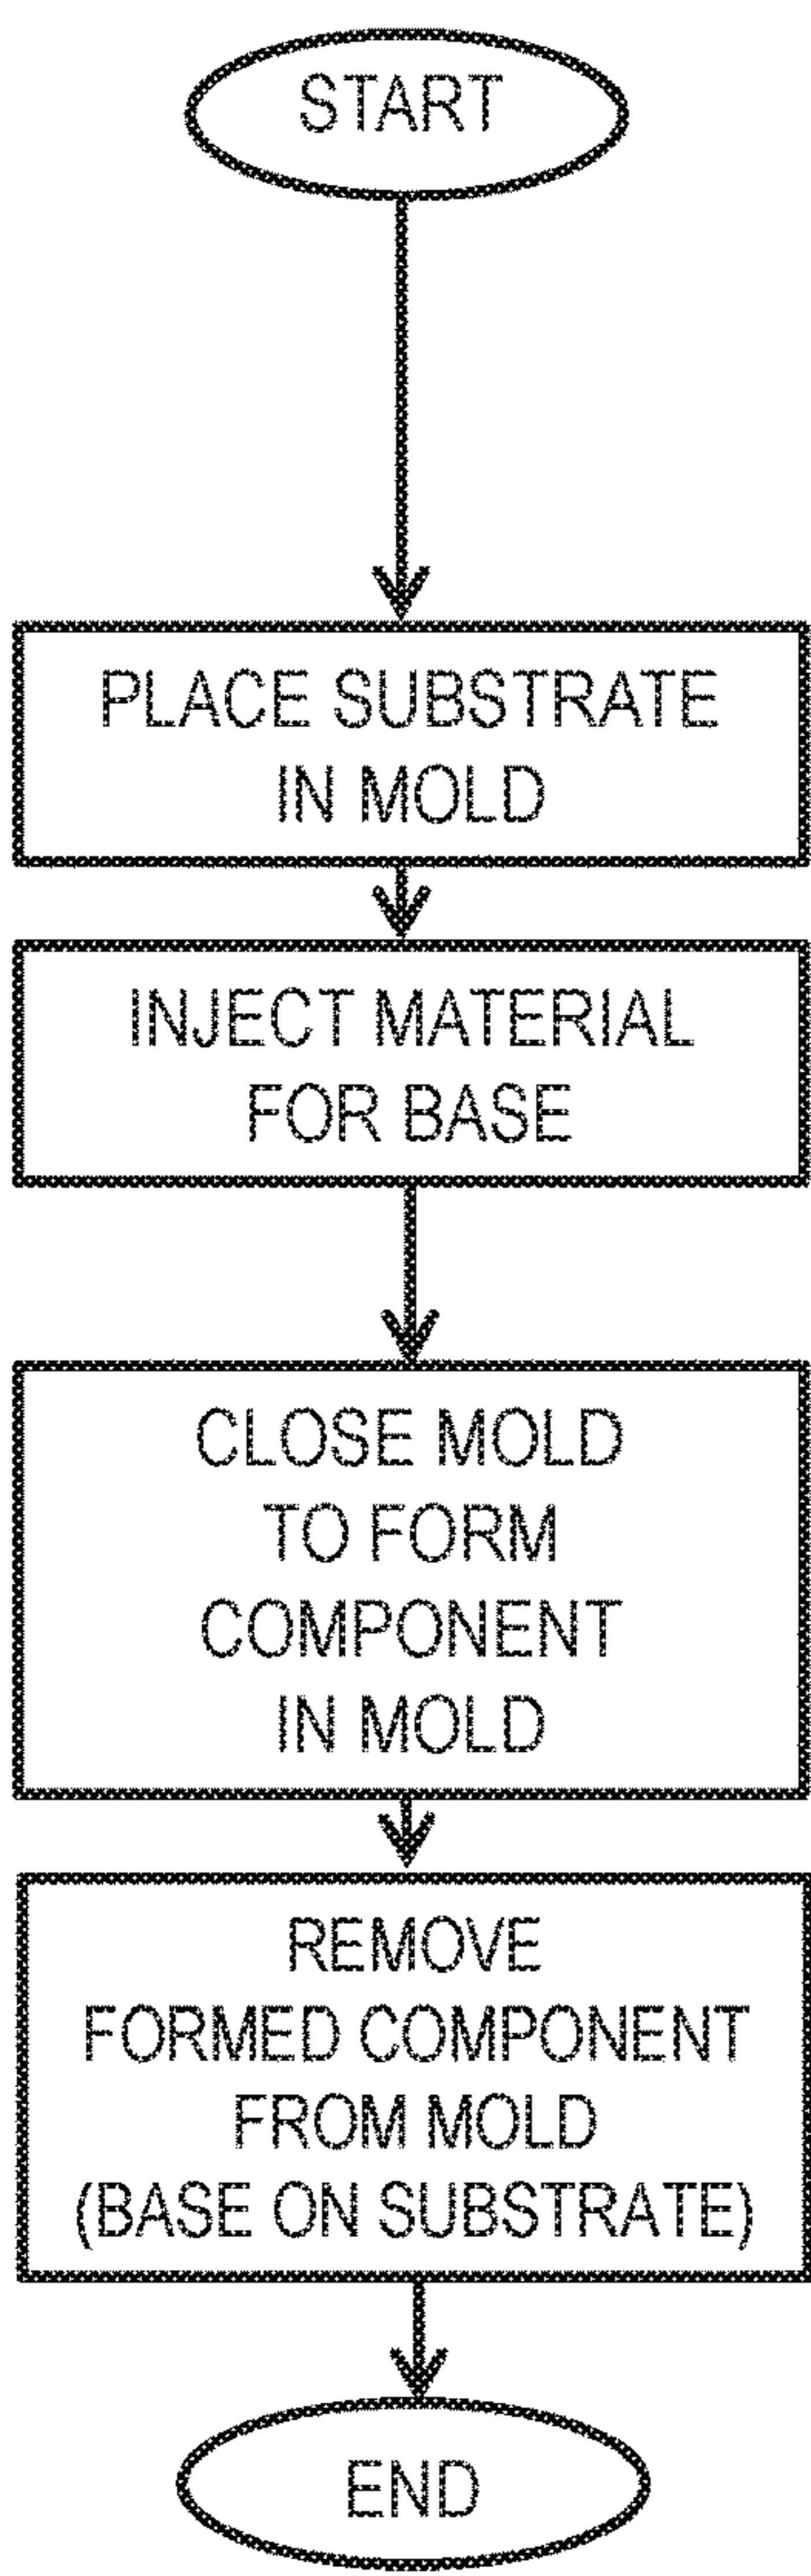 START
PLACE SUBSTRATE
IN MOLD
INJECT MATERIAL
FOR BASE
CLOSE MOLD
TO FORM
COMPONENT
IN MOLD
REMOVE
FORMED COMPONENT
FROM MOLD
(BASE ON SUBSTRATE)
END